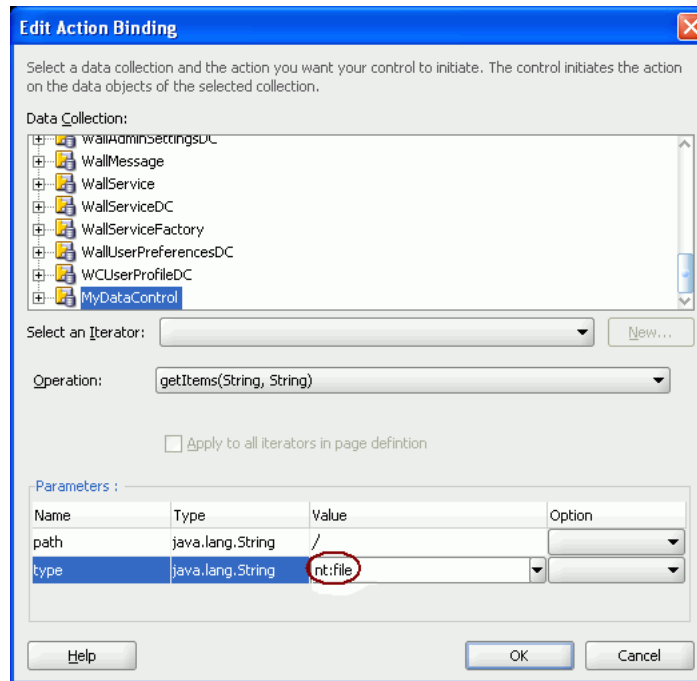 Edit Action Binding
Select a data collection and the action you want your control to initiate. The control initiates the action
on the data objects of the selected collection.
Data Collection:
WallAdminSettingsDC
WallMessage
WallService
WallServiceDC
WallServiceFactory
WallUserPreferencesDC
WCUserProfileDC
MyDataControl
Select an Iterator:
New...
Operation: getItems(String, String)
Apply to all iterators in page defintion
Parameters :
Name Type Value Option
path java.lang.String /
type java.lang.String nt:file
Help OK Cancel